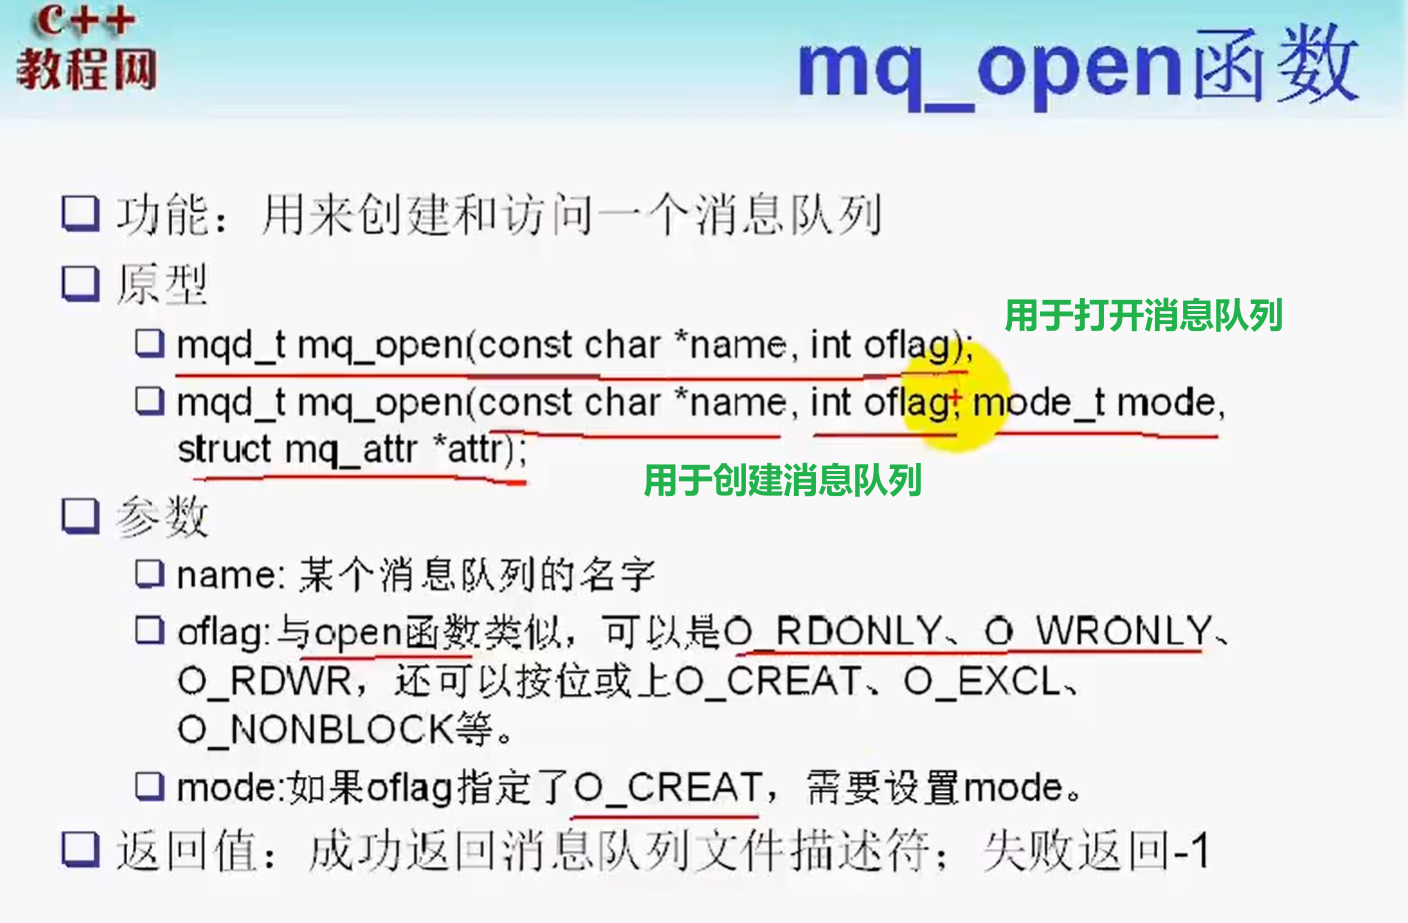 C++
教程网
mq_open函数
功能：用来创建和访问一个消息队列
原型
用于打开消息队列
mqd_t mq_open(const char *name, int oflag);
mqd_t mq_open(const char *name, int oflag, mode_t mode,
struct mq_attr *attr);
用于创建消息队列
参数
name: 某个消息队列的名字
oflag:与open函数类似，可以是O_RDONLY、O_WRONLY、
O_RDWR，还可以按位或上O_CREAT、O_EXCL、
O_NONBLOCK等。
mode:如果oflag指定了O_CREAT，需要设置mode。
返回值：成功返回消息队列文件描述符；失败返回-1